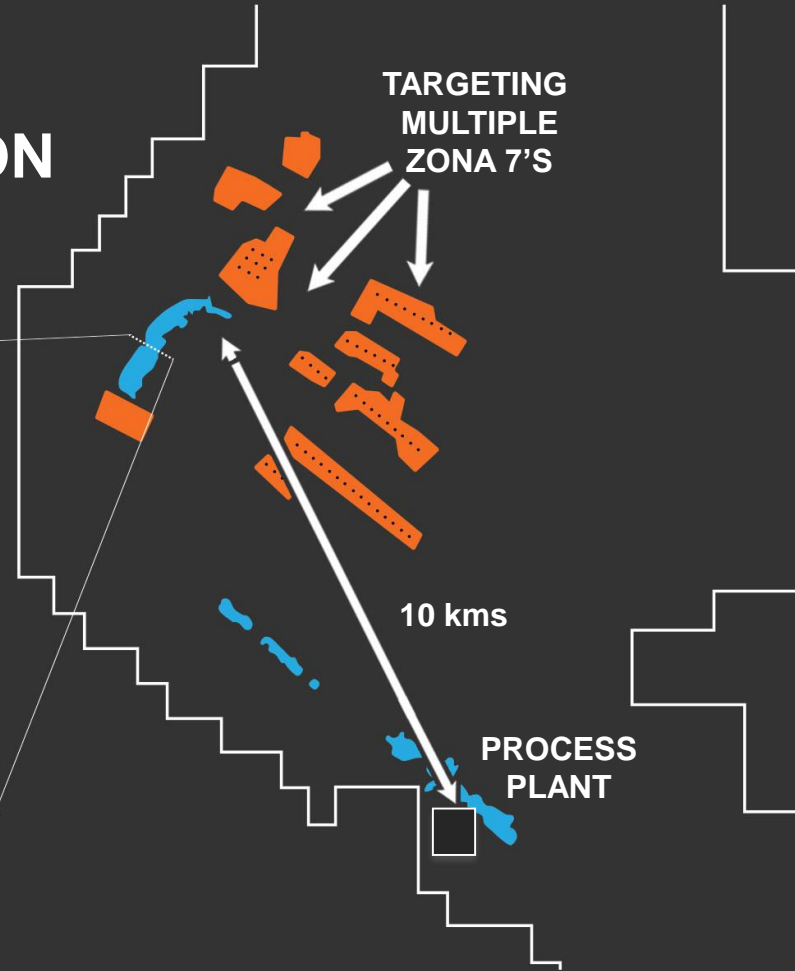 ON
TARGETING
MULTIPLE
ZONA 7'S
10 kms
PROCESS
PLANT